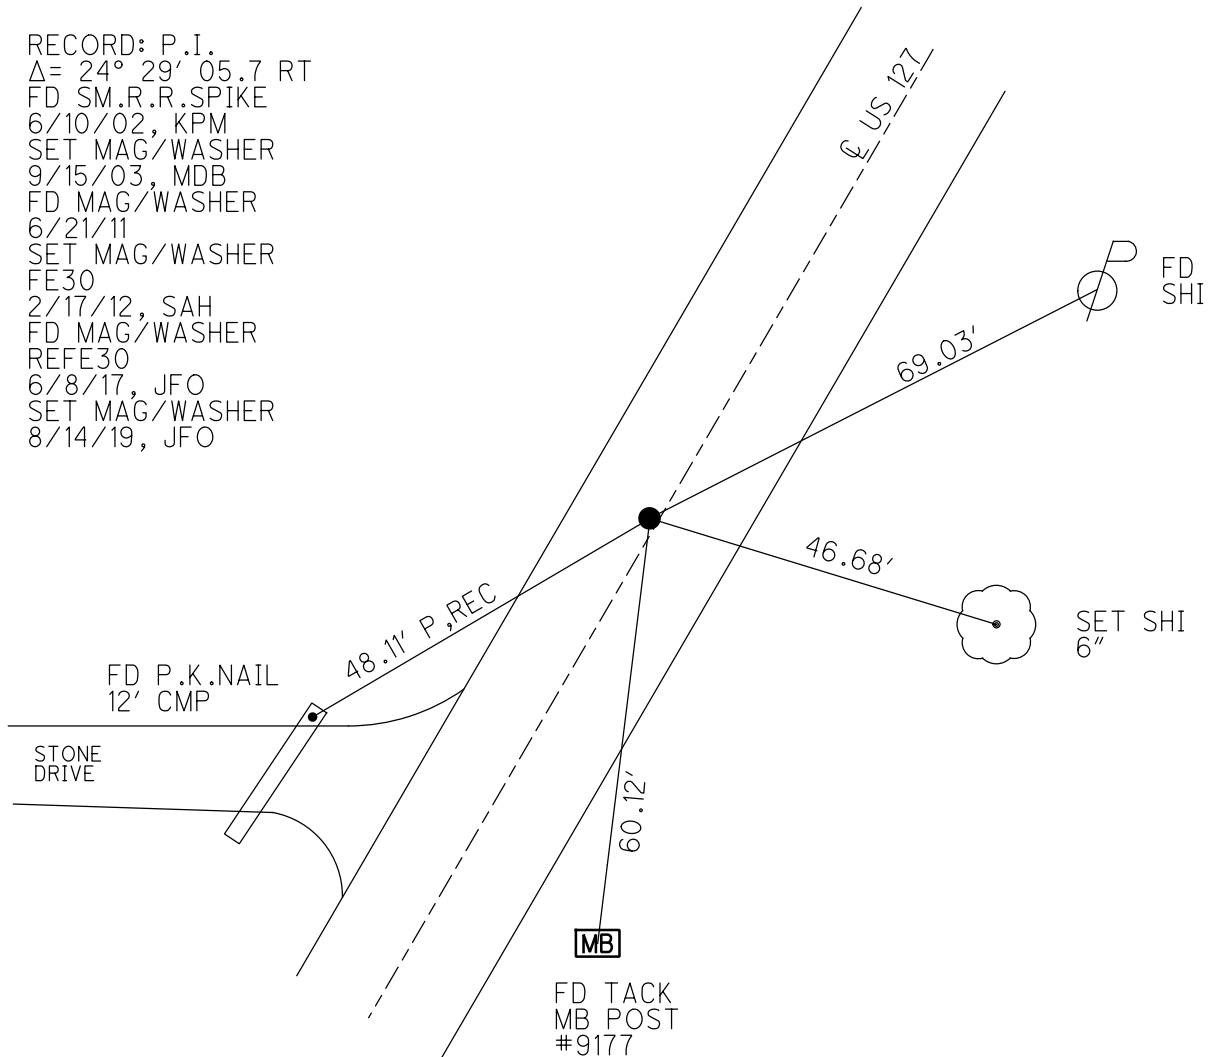 RECORD: P.I.
Δ= 24° 29' 05.7 RT
FD SM.R.R.SPIKE
6/10/02, KPM
SET MAG/WASHER
9/15/03, MDB
FD MAG/WASHER
6/21/11
SET MAG/WASHER
FE30
2/17/12, SAH
FD MAG/WASHER
REFE30
6/8/17, JFO
SET MAG/WASHER
8/14/19, JFO
℄ US 127
FD
SHI
69.03'
46.68'
SET SHI
6"
48.11' P,REC
FD P.K.NAIL
12' CMP
STONE
DRIVE
60.12'
MB
FD TACK
MB POST
#9177